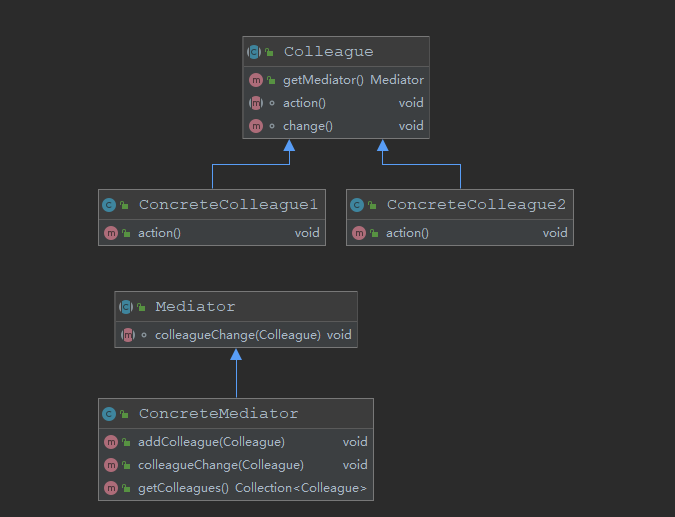 Colleague
getMediator() Mediator
action() void
change() void
ConcreteColleague1
action() void
ConcreteColleague2
action() void
Mediator
colleagueChange(Colleague) void
ConcreteMediator
addColleague(Colleague) void
colleagueChange(Colleague) void
getColleagues() Collection<Colleague>